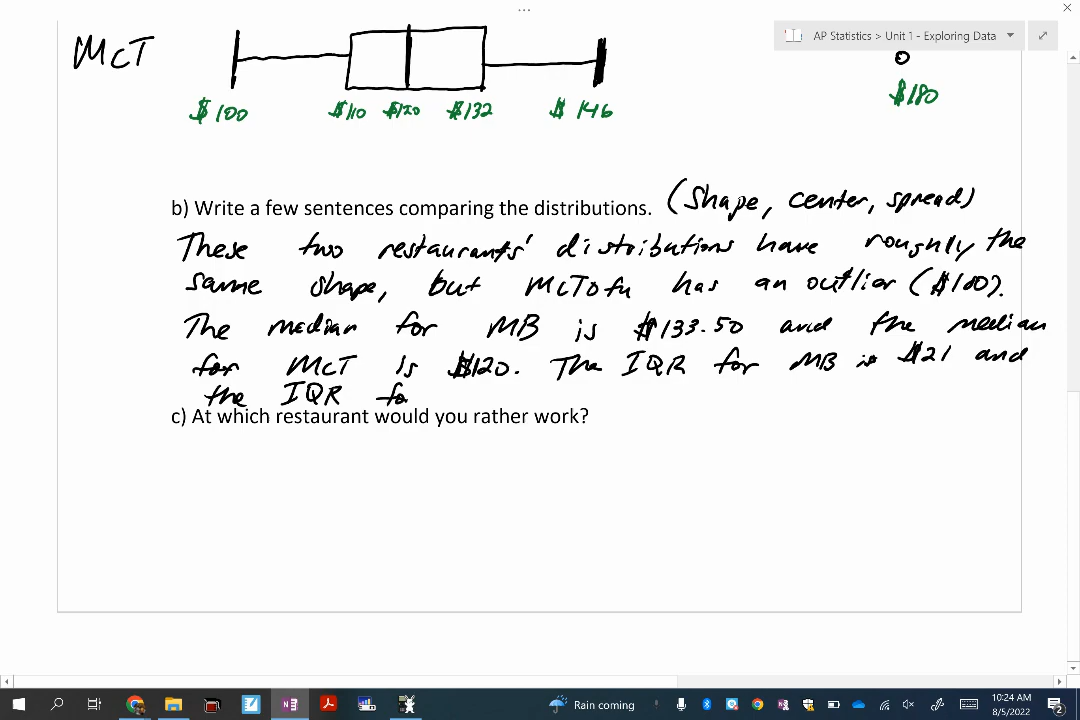 AP Statistics > Unit 1 - Exploring Data
McT
$100
$110 $120 $132
$146
$180
b) Write a few sentences comparing the distributions. (Shape, center, spread)
These two restaurants' distributions have roughly the
same shape, but McTofu has an outlier ($180).
The median for MB is $133.50 and the median
for McT is $120. The IQR for MB is $21 and
the IQR fo
c) At which restaurant would you rather work?
Rain coming
10:24 AM
8/5/2022
2